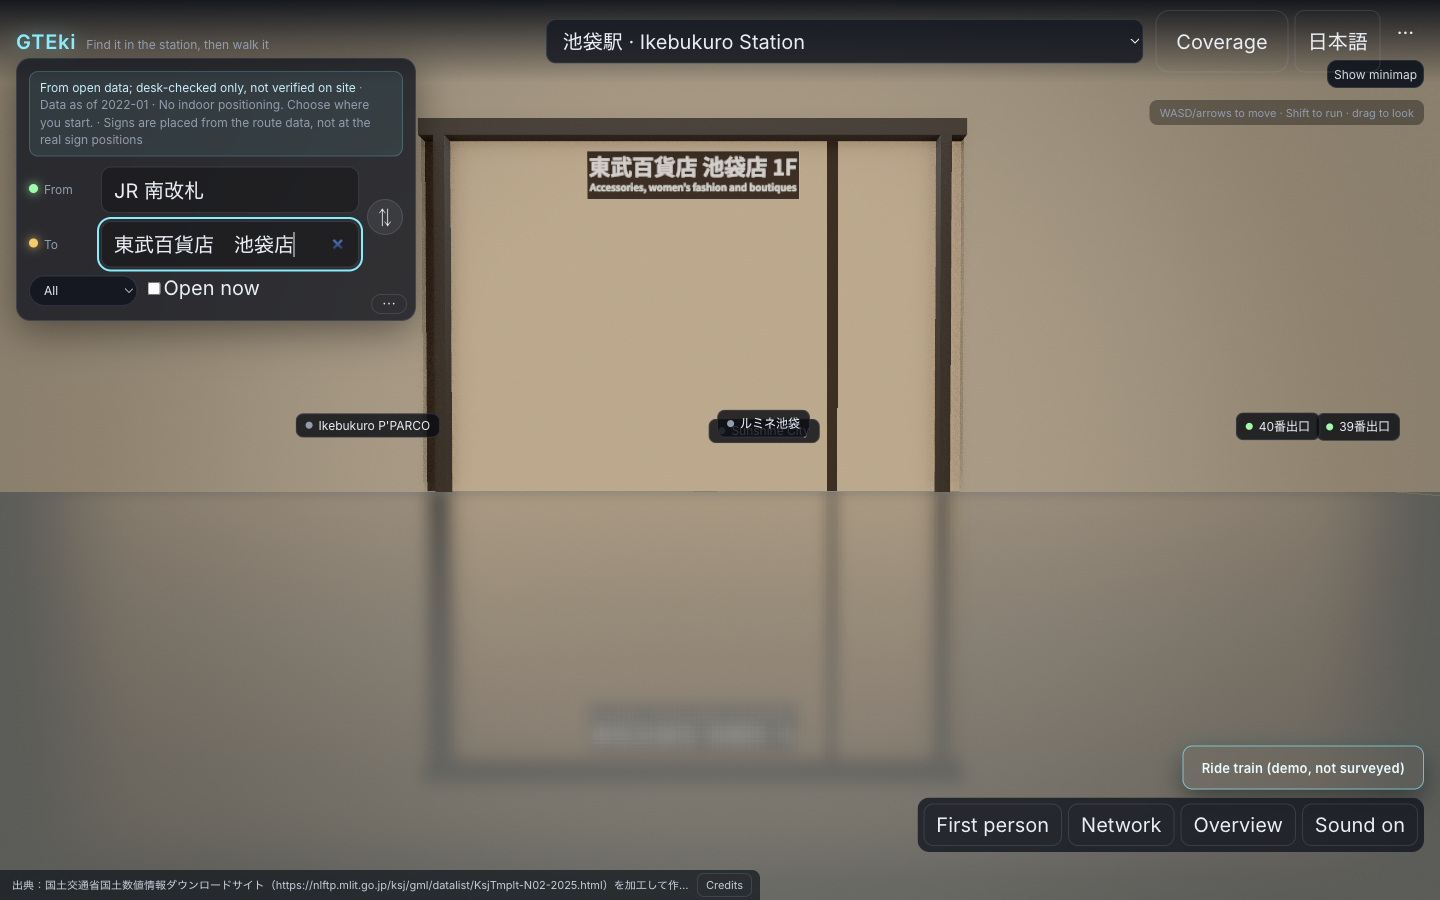 GTEki Find it in the station, then walk it
池袋駅 · Ikebukuro Station
Coverage
日本語
...
Show minimap
WASD/arrows to move · Shift to run · drag to look
From open data; desk-checked only, not verified on site ·
Data as of 2022-01 · No indoor positioning. Choose where
you start. · Signs are placed from the route data, not at the
real sign positions
From JR 南改札
To 東武百貨店　池袋店
All
Open now
...
東武百貨店 池袋店 1F
Accessories, women's fashion and boutiques
Ikebukuro P'PARCO
ルミネ池袋
Sunshine City
40番出口
39番出口
Ride train (demo, not surveyed)
First person
Network
Overview
Sound on
出典：国土交通省国土数値情報ダウンロードサイト（https://nlftp.mlit.go.jp/ksj/gml/datalist/KsjTmplt-N02-2025.html）を加工して作...
Credits